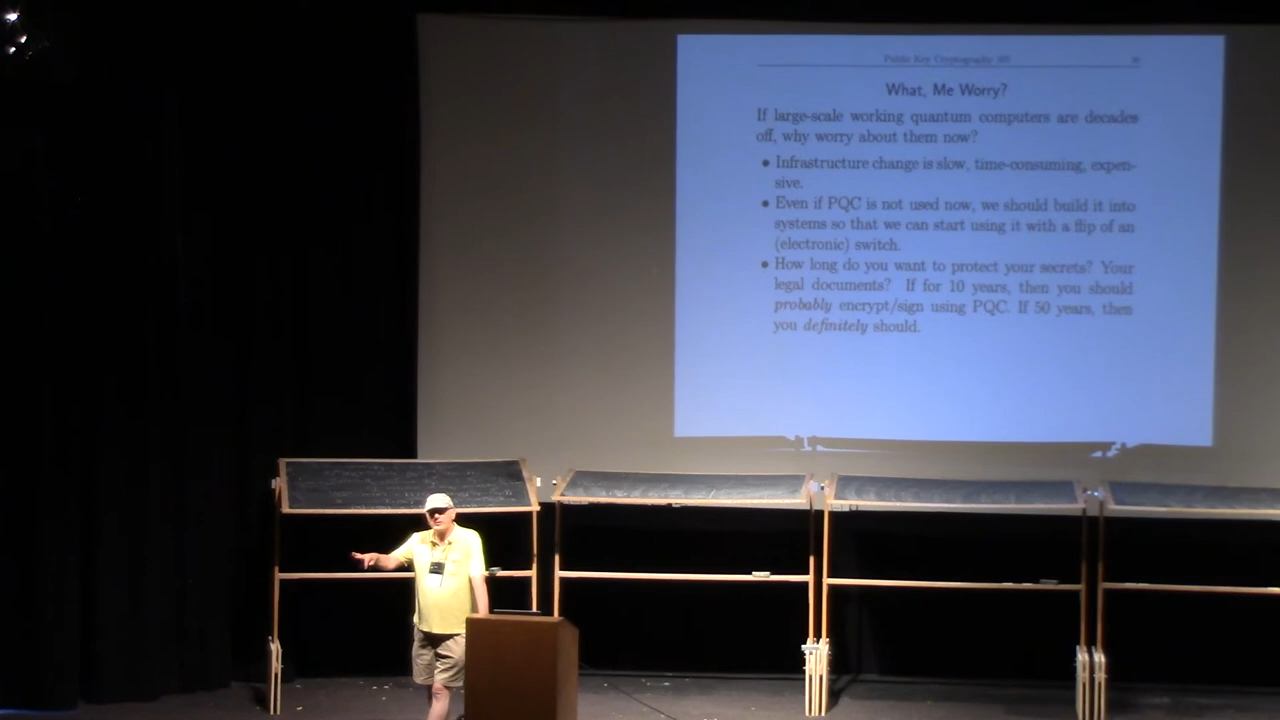 Public Key Cryptography 101
What, Me Worry?
If large-scale working quantum computers are decades
off, why worry about them now?
• Infrastructure change is slow, time-consuming, expen-
sive.
• Even if PQC is not used now, we should build it into
systems so that we can start using it with a flip of an
(electronic) switch.
• How long do you want to protect your secrets? Your
legal documents? If for 10 years, then you should
probably encrypt/sign using PQC. If 50 years, then
you definitely should.